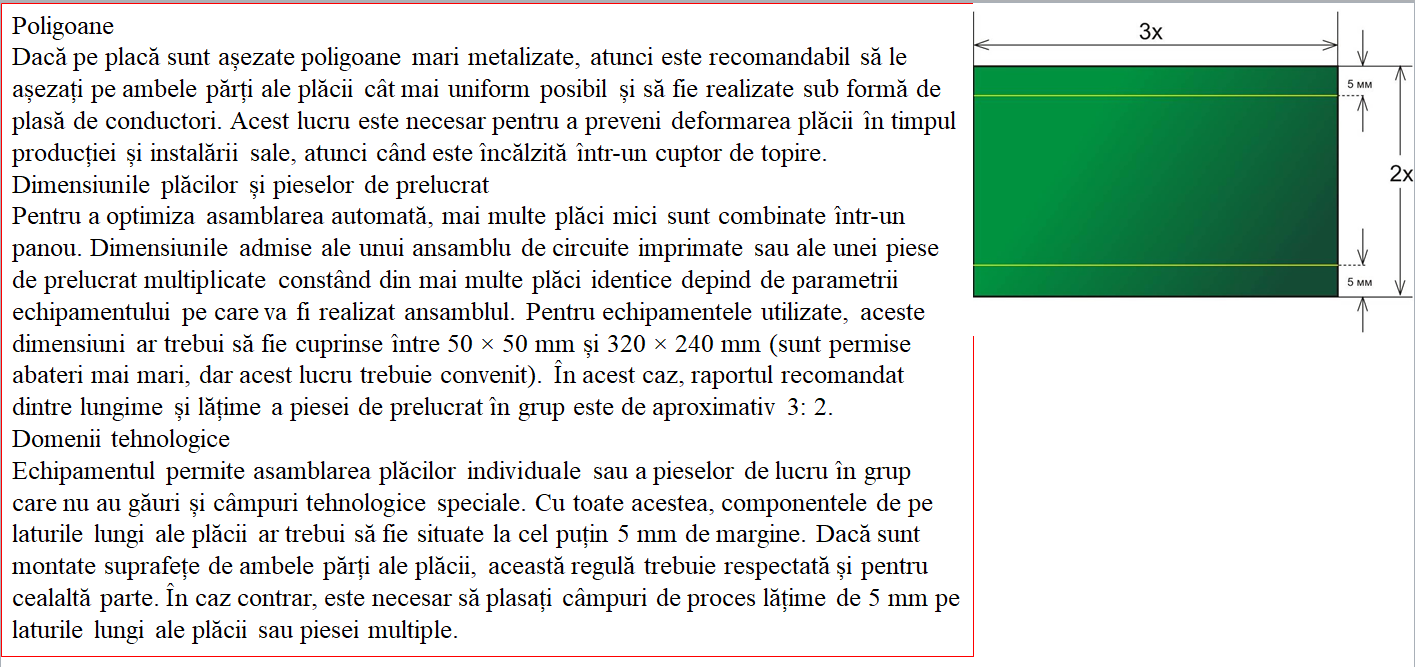 Poligoane
Dacă pe placă sunt așezate poligoane mari metalizate, atunci este recomandabil să le
așezați pe ambele părți ale plăcii cât mai uniform posibil și să fie realizate sub formă de
plasă de conductori. Acest lucru este necesar pentru a preveni deformarea plăcii în timpul
producției și instalării sale, atunci când este încălzită într-un cuptor de topire.
Dimensiunile plăcilor și pieselor de prelucrat
Pentru a optimiza asamblarea automată, mai multe plăci mici sunt combinate într-un
panou. Dimensiunile admise ale unui ansamblu de circuite imprimate sau ale unei piese
de prelucrat multiplicate constând din mai multe plăci identice depind de parametrii
echipamentului pe care va fi realizat ansamblul. Pentru echipamentele utilizate, aceste
dimensiuni ar trebui să fie cuprinse între 50 × 50 mm și 320 × 240 mm (sunt permise
abateri mai mari, dar acest lucru trebuie convenit). În acest caz, raportul recomandat
dintre lungime și lățime a piesei de prelucrat în grup este de aproximativ 3: 2.
Domenii tehnologice
Echipamentul permite asamblarea plăcilor individuale sau a pieselor de lucru în grup
care nu au găuri și câmpuri tehnologice speciale. Cu toate acestea, componentele de pe
laturile lungi ale plăcii ar trebui să fie situate la cel puțin 5 mm de margine. Dacă sunt
montate suprafețe de ambele părți ale plăcii, această regulă trebuie respectată și pentru
cealaltă parte. În caz contrar, este necesar să plasați câmpuri de proces lățime de 5 mm pe
laturile lungi ale plăcii sau piesei multiple.
3x
5 мм
2x
5 мм